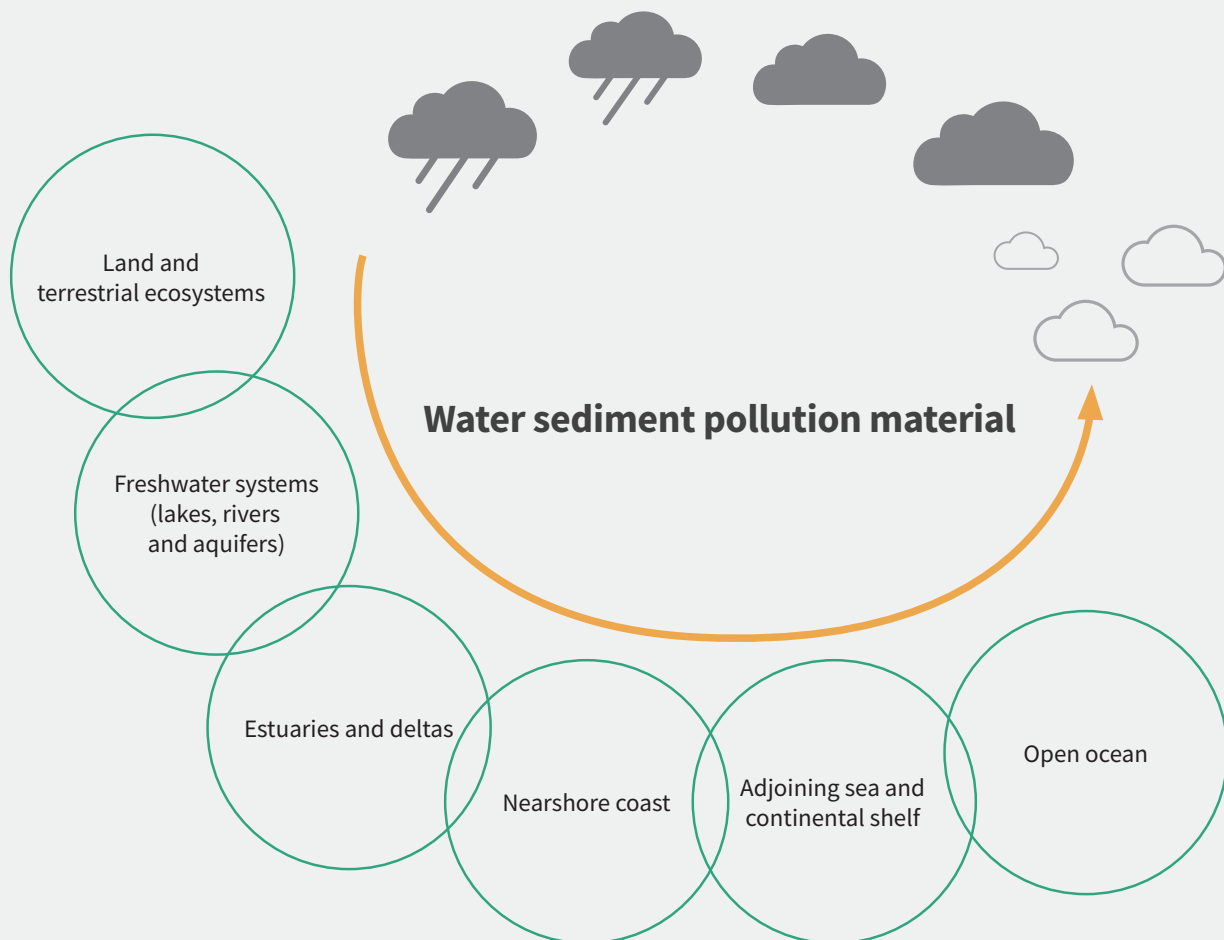 Land and
terrestrial ecosystems
Water sediment pollution material
Freshwater systems
(lakes, rivers
and aquifers)
Estuaries and deltas
Nearshore coast
Adjoining sea and
continental shelf
Open ocean